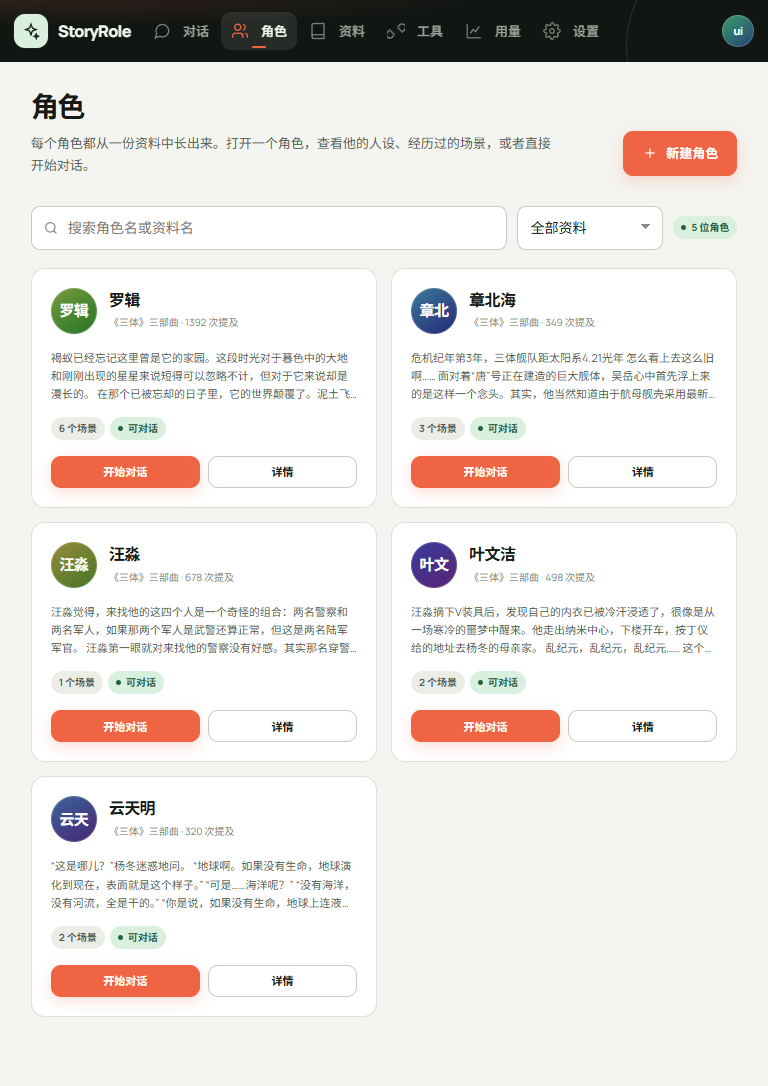 StoryRole 对话 角色 资料 工具 用量 设置 ui
角色
每个角色都从一份资料中长出来。打开一个角色，查看他的人设、经历过的场景，或者直接
开始对话。
+ 新建角色
搜索角色名或资料名
全部资料
5 位角色
罗辑
罗辑
《三体》三部曲 · 1392 次提及
褐蚁已经忘记这里曾是它的家园。这段时光对于暮色中的大地
和刚刚出现的星星来说短得可以忽略不计，但对于它来说却是
漫长的。 在那个已被忘却的日子里，它的世界颠覆了。泥土飞…
6 个场景
可对话
开始对话
详情
章北
章北海
《三体》三部曲 · 349 次提及
危机纪年第3年，三体舰队距太阳系4.21光年 怎么看上去这么旧
啊…… 面对着“唐”号正在建造的巨大舰体，吴岳心中首先浮上来
的是这样一个念头。其实，他当然知道由于航母舰壳采用最新…
3 个场景
可对话
开始对话
详情
汪淼
汪淼
《三体》三部曲 · 678 次提及
汪淼觉得，来找他的这四个人是一个奇怪的组合：两名警察和
两名军人，如果那两个军人是武警还算正常，但这是两名陆军
军官。 汪淼第一眼就对来找他的警察没有好感。其实那名穿警…
1 个场景
可对话
开始对话
详情
叶文
叶文洁
《三体》三部曲 · 498 次提及
汪淼摘下V装具后，发现自己的内衣已被冷汗浸透了，很像是从
一场寒冷的噩梦中醒来。他走出纳米中心，下楼开车，按丁仪
给的地址去杨冬的母亲家。 乱纪元，乱纪元，乱纪元…… 这个…
2 个场景
可对话
开始对话
详情
云天
云天明
《三体》三部曲 · 320 次提及
“这是哪儿？”杨冬迷惑地问。 “地球啊。如果没有生命，地球演
化到现在，表面就是这个样子。” “可是……海洋呢？” “没有海洋，
没有河流，全是干的。” “你是说，如果没有生命，地球上连液…
2 个场景
可对话
开始对话
详情